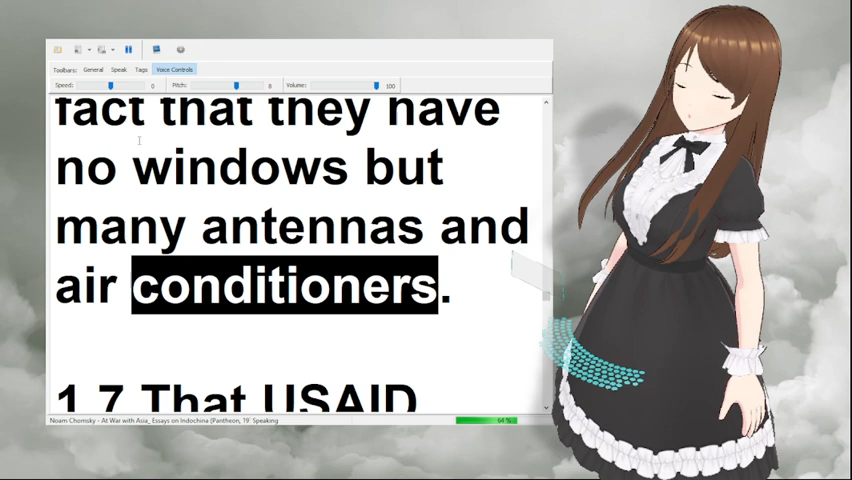 Toolbars: General Speak Tags Voice Controls
Speed: 0 Pitch: 8 Volume: 100
fact that they have
no windows but
many antennas and
air conditioners.
1.7 That USAID
Noam Chomsky - At War with Asia_ Essays on Indochina (Pantheon, 19 Speaking 64 %